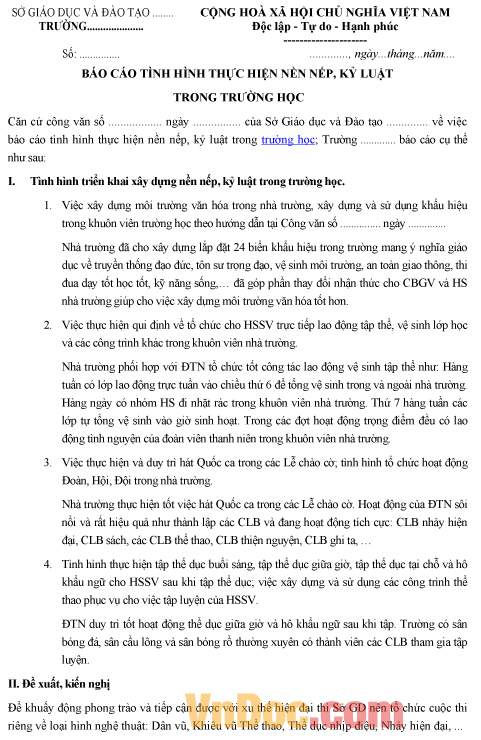 SỞ GIÁO DỤC VÀ ĐÀO TẠO ........ CỘNG HOÀ XÃ HỘI CHỦ NGHĨA VIỆT NAM
TRƯỜNG..................... Độc lập - Tự do - Hạnh phúc
---------------------
Số: ............... ............., ngày...tháng...năm....
BÁO CÁO TÌNH HÌNH THỰC HIỆN NỀN NẾP, KỶ LUẬT
TRONG TRƯỜNG HỌC
Căn cứ công văn số .................. ngày ................ của Sở Giáo dục và Đào tạo .............. về việc
báo cáo tình hình thực hiện nền nếp, kỷ luật trong trường học; Trường ............. báo cáo cụ thể
như sau:
I. Tình hình triển khai xây dựng nền nếp, kỷ luật trong trường học.
1. Việc xây dựng môi trường văn hóa trong nhà trường, xây dựng và sử dụng khẩu hiệu
trong khuôn viên trường học theo hướng dẫn tại Công văn số ............... ngày ..............
Nhà trường đã cho xây dựng lắp đặt 24 biển khẩu hiệu trong trường mang ý nghĩa giáo
dục về truyền thống đạo đức, tôn sư trọng đạo, vệ sinh môi trường, an toàn giao thông, thi
đua dạy tốt học tốt, kỹ năng sống,… đã góp phần thay đổi nhận thức cho CBGV và HS
nhà trường giúp cho việc xây dựng môi trường văn hóa tốt hơn.
2. Việc thực hiện qui định về tổ chức cho HSSV trực tiếp lao động tập thể, vệ sinh lớp học
và các công trình khác trong khuôn viên nhà trường.
Nhà trường phối hợp với ĐTN tổ chức tốt công tác lao động vệ sinh tập thể như: Hàng
tuần có lớp lao động trực tuần vào chiều thứ 6 để tổng vệ sinh trong và ngoài nhà trường.
Hàng ngày có nhóm HS đi nhặt rác trong khuôn viên nhà trường. Thứ 7 hàng tuần các
lớp tự tổng vệ sinh vào giờ sinh hoạt. Trong các đợt hoạt động trọng điểm đều có lao
động tình nguyện của đoàn viên thanh niên trong khuôn viên nhà trường.
3. Việc thực hiện và duy trì hát Quốc ca trong các Lễ chào cờ; tình hình tổ chức hoạt động
Đoàn, Hội, Đội trong nhà trường.
Nhà trường thực hiện tốt việc hát Quốc ca trong các Lễ chào cờ. Hoạt động của ĐTN sôi
nổi và rất hiệu quả như thành lập các CLB và đang hoạt động tích cực: CLB nhảy hiện
đại, CLB sách, các CLB thể thao, CLB thiện nguyện, CLB ghi ta, …
4. Tình hình thực hiện tập thể dục buổi sáng, tập thể dục giữa giờ, tập thể dục tại chỗ và hô
khẩu ngữ cho HSSV sau khi tập thể dục; việc xây dựng và sử dụng các công trình thể
thao phục vụ cho việc tập luyện của HSSV.
ĐTN duy trì tốt hoạt động thể dục giữa giờ và hô khẩu ngữ sau khi tập. Trường có sân
bóng đá, sân cầu lông và sân bóng rổ thường xuyên có thành viên các CLB tham gia tập
luyện.
II. Đề xuất, kiến nghị
Để khuấy động phong trào và tiếp cận được với xu thế hiện đại thì Sở GD nên tổ chức cuộc thi
riêng về loại hình nghệ thuật: Dân vũ, Khiêu vũ Thể thao, Thể dục nhịp điệu, Nhảy hiện đại, ...
VnDoc.com